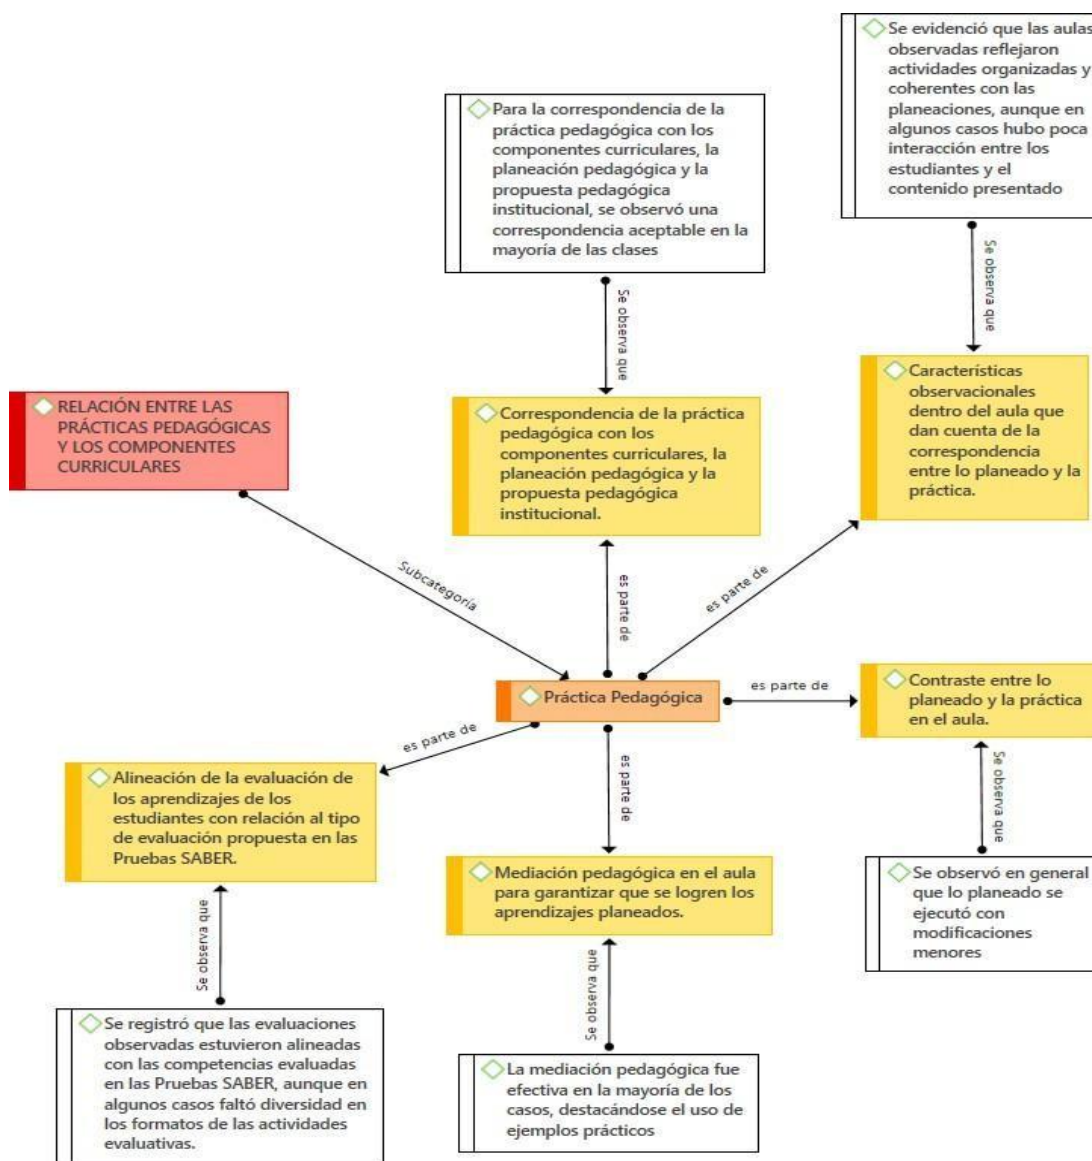 Se evidenció que las aulas
observadas reflejaron
actividades organizadas y
coherentes con las
planeaciones, aunque en
algunos casos hubo poca
interacción entre los
estudiantes y el
contenido presentado
Para la correspondencia de la
práctica pedagógica con los
componentes curriculares, la
planeación pedagógica y la
propuesta pedagógica
institucional, se observó una
correspondencia aceptable en la
mayoría de las clases
Se observa que
Se observa que
RELACIÓN ENTRE LAS
PRÁCTICAS PEDAGÓGICAS
Y LOS COMPONENTES
CURRICULARES
Correspondencia de la práctica
pedagógica con los
componentes curriculares, la
planeación pedagógica y la
propuesta pedagógica
institucional.
Características
observacionales
dentro del aula que
dan cuenta de la
correspondencia
entre lo planeado y la
práctica.
Subcategoría
es parte de
es parte de
Práctica Pedagógica
es parte de
Contraste entre lo
planeado y la práctica
en el aula.
es parte de
es parte de
Se observa que
Alineación de la evaluación de
los aprendizajes de los
estudiantes con relación al tipo
de evaluación propuesta en las
Pruebas SABER.
Mediación pedagógica en el aula
para garantizar que se logren los
aprendizajes planeados.
Se observó en general
que lo planeado se
ejecutó con
modificaciones
menores
Se observa que
Se observa que
Se registró que las evaluaciones
observadas estuvieron alineadas
con las competencias evaluadas
en las Pruebas SABER, aunque en
algunos casos faltó diversidad en
los formatos de las actividades
evaluativas.
La mediación pedagógica fue
efectiva en la mayoría de los
casos, destacándose el uso de
ejemplos prácticos